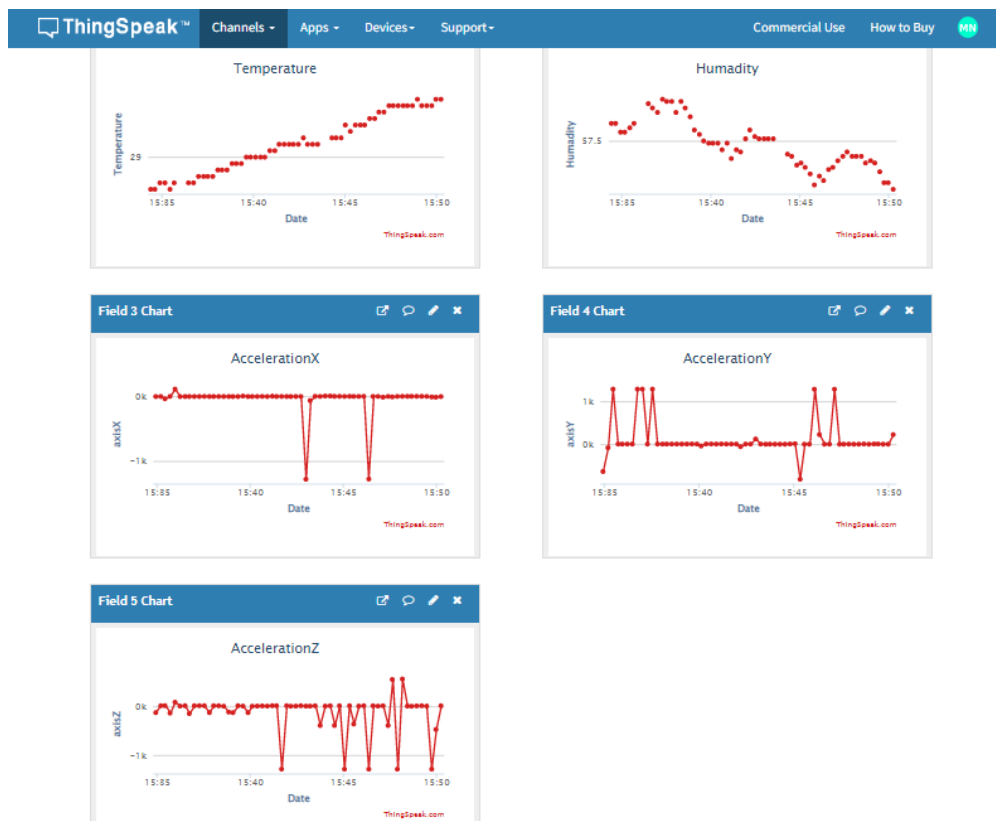 ThingSpeak™ Channels Apps Devices Support Commercial Use How to Buy MN
Temperature
Temperature
29
15:35 15:40 15:45 15:50
Date
ThingSpeak.com
Humadity
Humadity
57.5
15:35 15:40 15:45 15:50
Date
ThingSpeak.com
Field 3 Chart
AccelerationX
axisX
0k
-1k
15:35 15:40 15:45 15:50
Date
ThingSpeak.com
Field 4 Chart
AccelerationY
axisY
1k
0k
15:35 15:40 15:45 15:50
Date
ThingSpeak.com
Field 5 Chart
AccelerationZ
axisZ
0k
-1k
15:35 15:40 15:45 15:50
Date
ThingSpeak.com